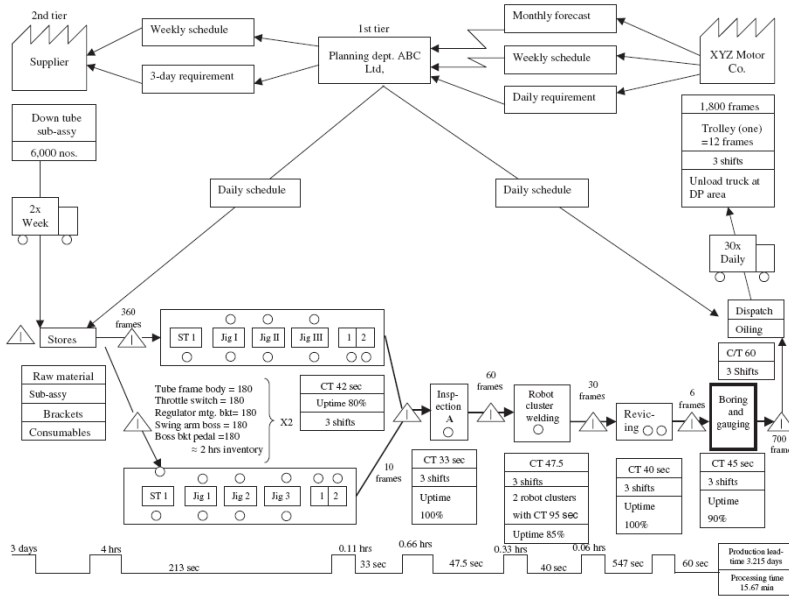 2nd tier
Supplier
Weekly schedule
3-day requirement
1st tier
Planning dept. ABC
Ltd,
Monthly forecast
Weekly schedule
Daily requirement
XYZ Motor
Co.
Down tube
sub-assy
6,000 nos.
2x
Week
Daily schedule
Daily schedule
1,800 frames
Trolley (one)
=12 frames
3 shifts
Unload truck at
DP area
30x
Daily
Dispatch
Oiling
C/T 60
3 Shifts
I
Stores
360
frames
I
ST 1
Jig I
Jig II
Jig III
1
2
Raw material
Sub-assy
Brackets
Consumables
I
Tube frame body = 180
Throttle switch = 180
Regulator mtg. bkt= 180
Swing arm boss = 180
Boss bkt pedal =180
≈ 2 hrs inventory
X2
CT 42 sec
Uptime 80%
3 shifts
ST 1
Jig 1
Jig 2
Jig 3
1
2
I
10
frames
Insp-
ection
A
60
frames
I
Robot
cluster
welding
30
frames
I
Revic-
ing
6
frames
I
Boring
and
gauging
I
700
frame
CT 33 sec
3 shifts
Uptime
100%
CT 47.5
3 shifts
2 robot clusters
with CT 95 sec
Uptime 85%
CT 40 sec
3 shifts
Uptime
100%
CT 45 sec
3 shifts
Uptime
90%
3 days
213 sec
4 hrs
0.11 hrs
33 sec
0.66 hrs
47.5 sec
0.33 hrs
40 sec
0.06 hrs
547 sec
60 sec
Production lead-
time 3.215 days
Processing time
15.67 min